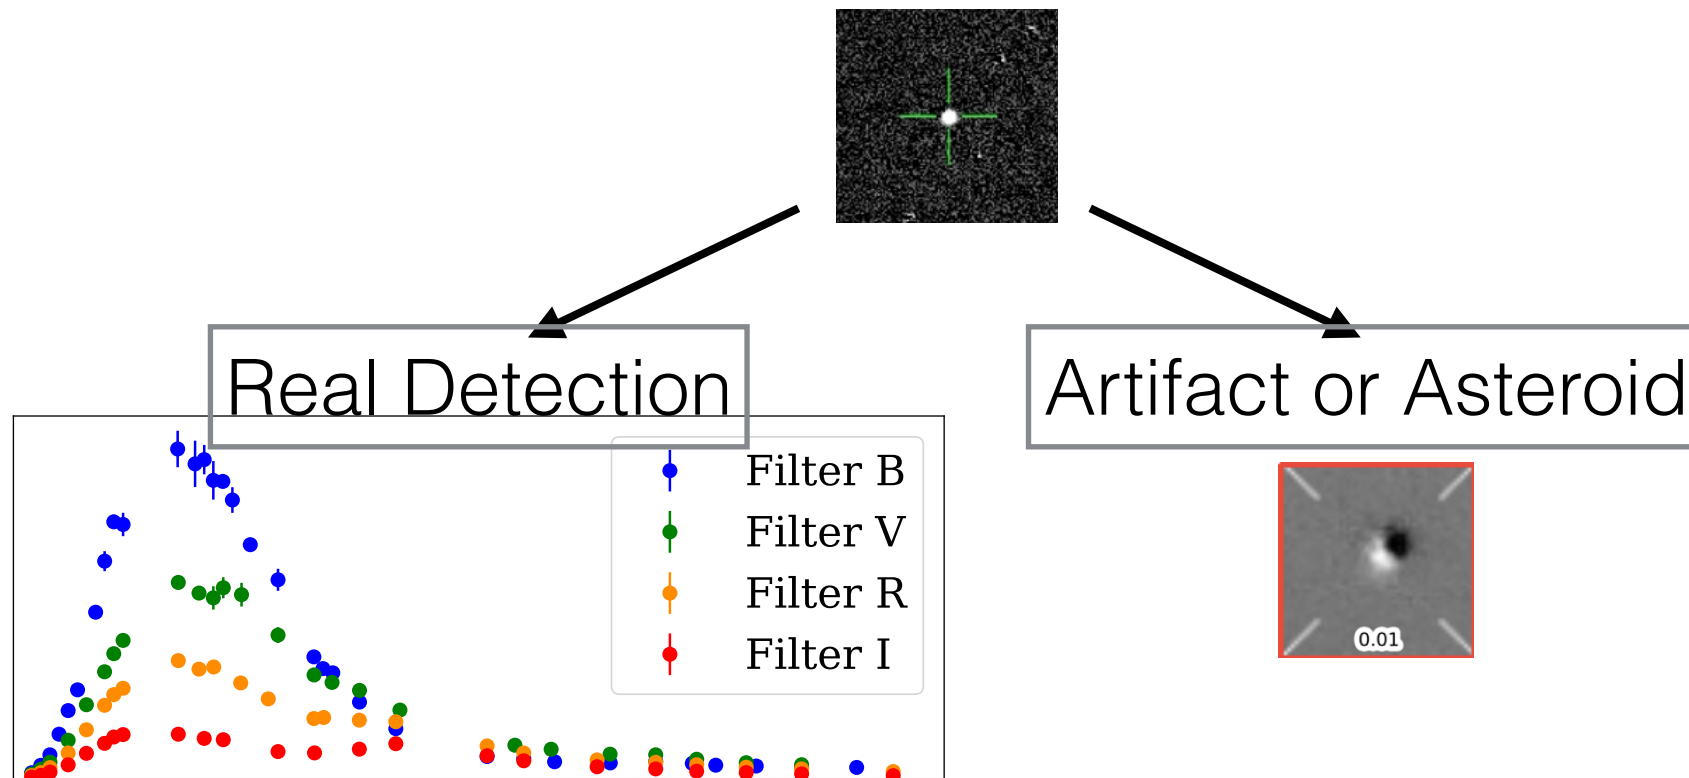 Real Detection
Artifact or Asteroid
Filter B
Filter V
Filter R
Filter I
0.01